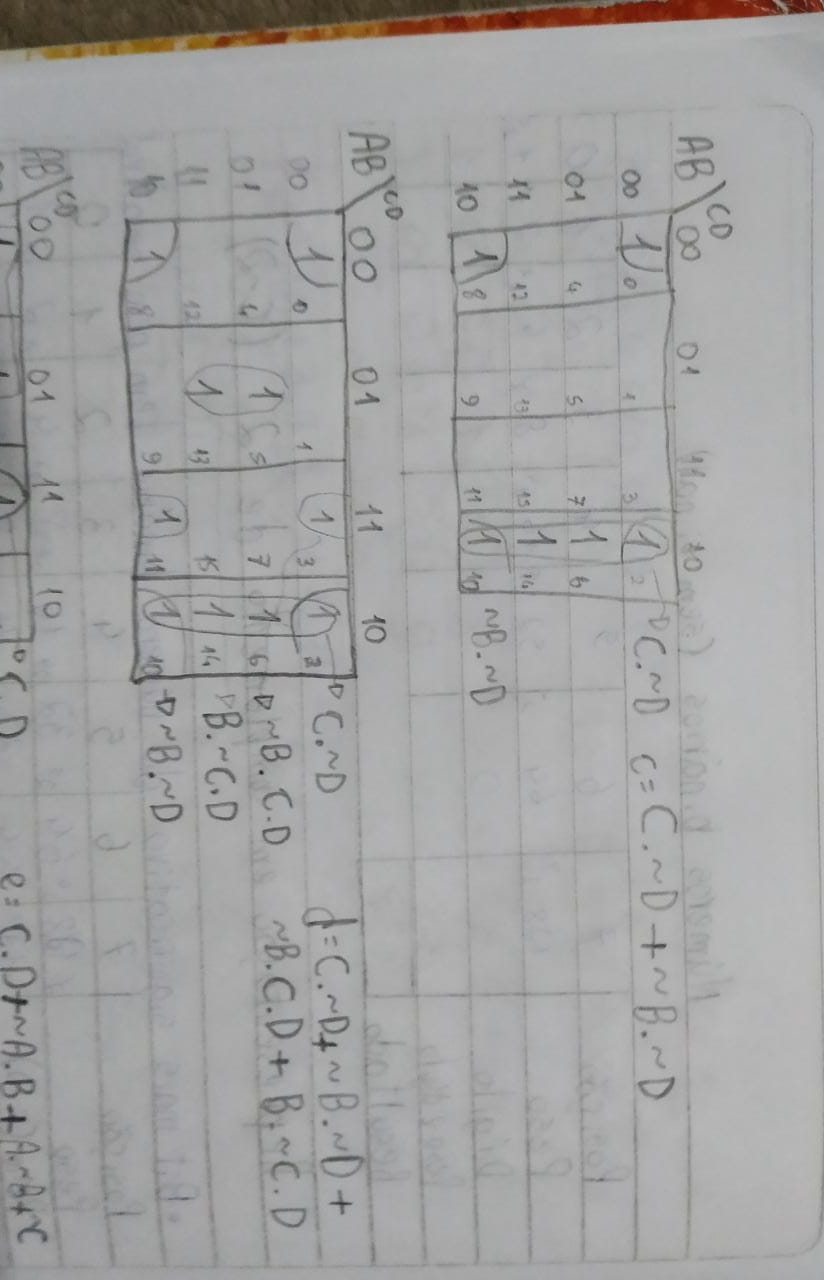 AB\CD 00 01 11 10
00 1 0 1 3 1 2 C.~D c=C.~D+~B.~D
01 4 5 7 1 6
11 12 13 15 1 14
10 1 8 9 11 1 10 ~B.~D
AB\CD 00 01 11 10
00 1 0 1 1 3 1 2 C.~D d=C.~D+~B.~D+
01 4 1 5 7 1 6 ~B.C.D ~B.C.D+B.~C.D
11 12 1 13 15 1 14 B.~C.D
10 1 8 9 1 11 1 10 ~B.~D
AB\CD 00 01 11 10
C.D e=C.D+~A.B+A.~B+